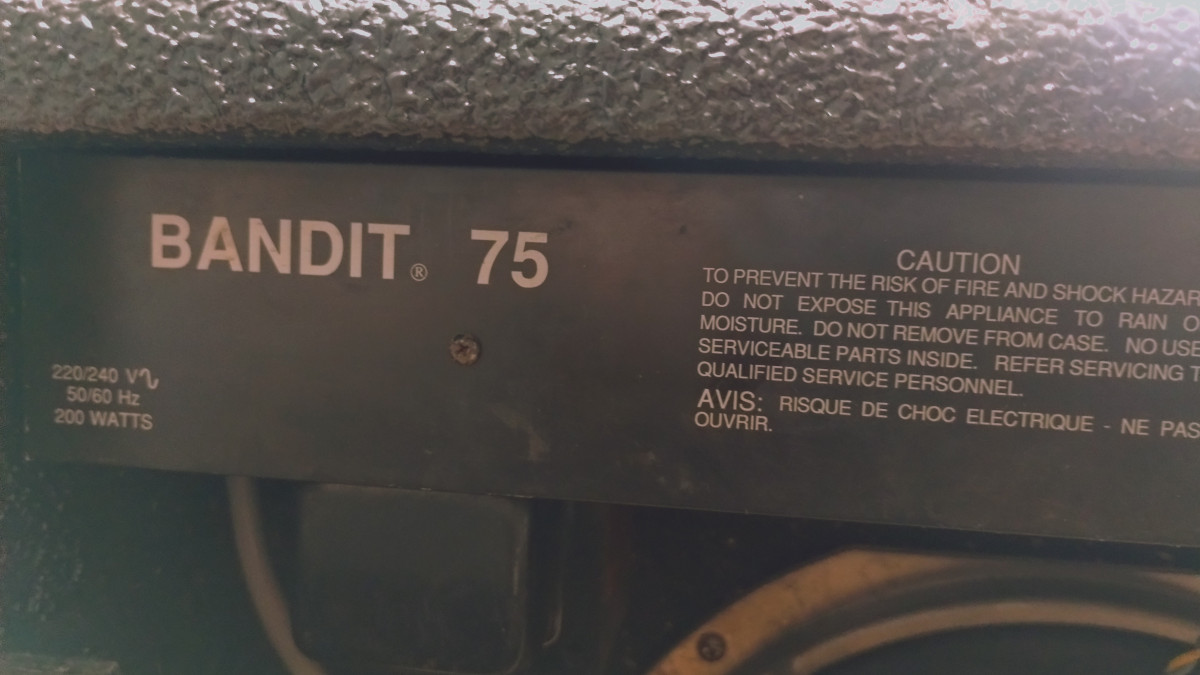 BANDIT® 75
220/240 V
50/60 Hz
200 WATTS
CAUTION
TO PREVENT THE RISK OF FIRE AND SHOCK
DO NOT EXPOSE THIS APPLIANCE TO RAIN
MOISTURE. DO NOT REMOVE FROM CASE. NO
SERVICEABLE PARTS INSIDE. REFER SERVICING
QUALIFIED SERVICE PERSONNEL.
AVIS: RISQUE DE CHOC ELECTRIQUE - NE PAS
OUVRIR.